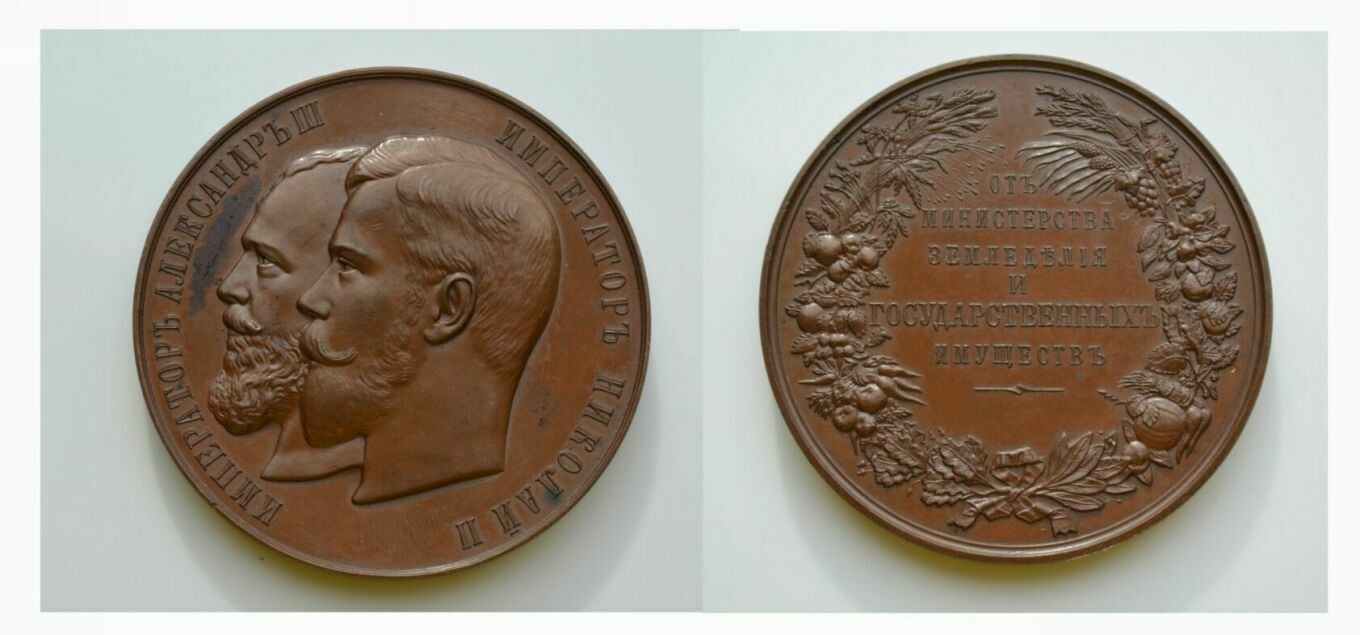 ИМПЕРАТОРЪ АЛЕКСАНДРЪ III
ИМПЕРАТОРЪ НИКОЛАЙ II
ОТЪ
МИНИСТЕРСТВА
ЗЕМЛЕДѢЛІЯ
И
ГОСУДАРСТВЕННЫХЪ
ИМУЩЕСТВЪ